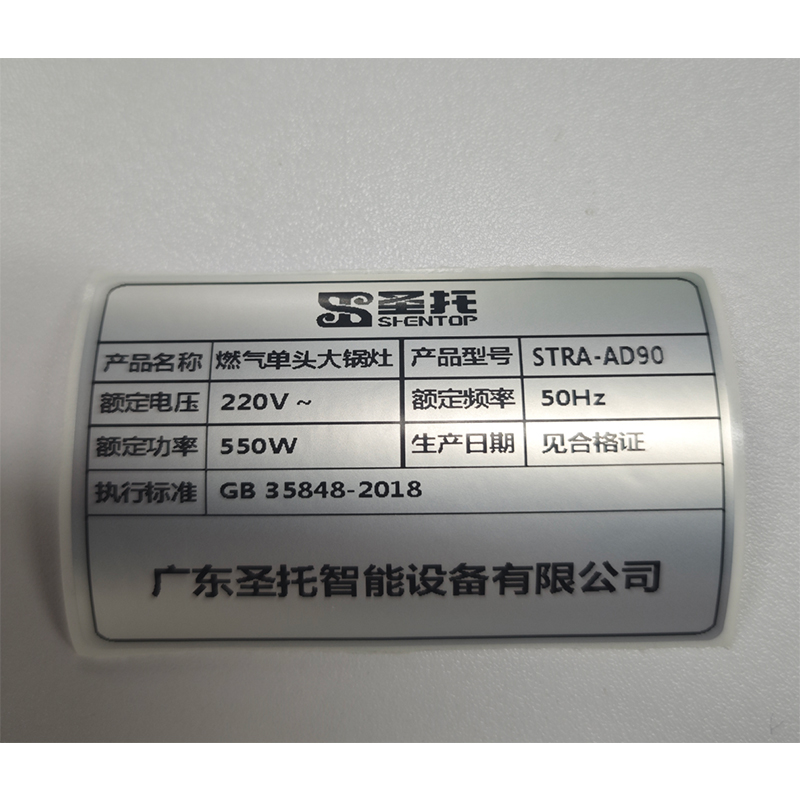 圣托
SHENTOP
产品名称 燃气单头大锅灶 产品型号 STRA-AD90
额定电压 220V ~ 额定频率 50Hz
额定功率 550W 生产日期 见合格证
执行标准 GB 35848-2018
广东圣托智能设备有限公司